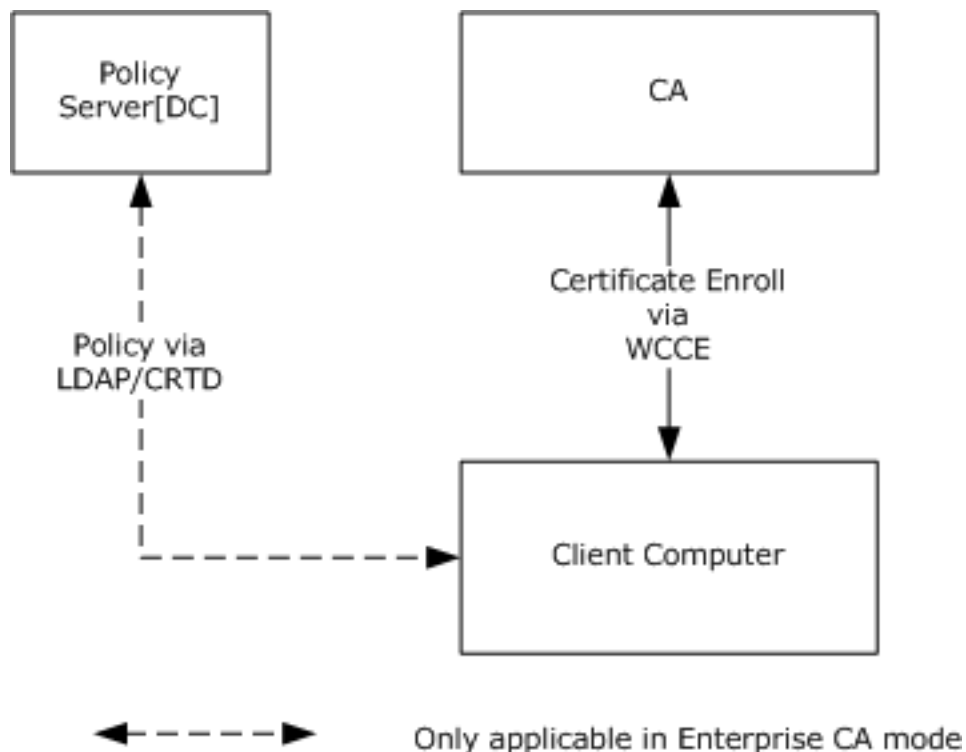 Policy
Server[DC]
CA
Certificate Enroll
via
WCCE
Policy via
LDAP/CRTD
Client Computer
Only applicable in Enterprise CA mode